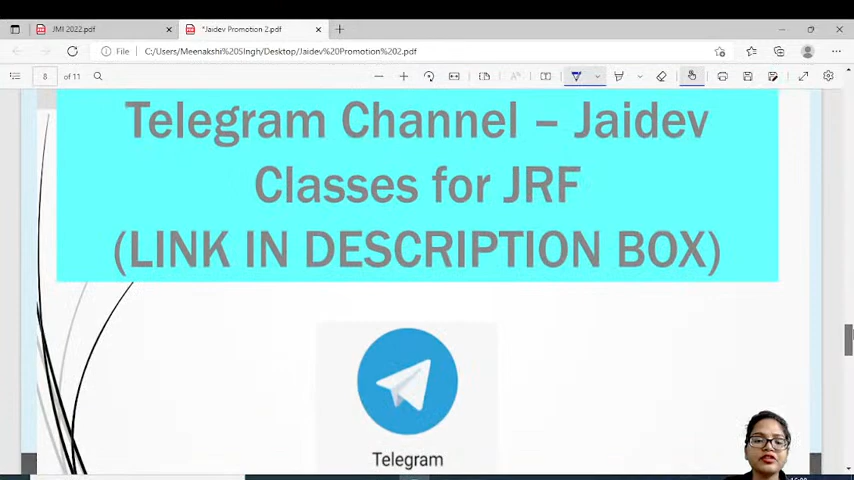 JMI 2022.pdf
*Jaidev Promotion 2.pdf
File
C:/Users/Meenakshi%20SIngh/Desktop/Jaidev%20Promotion%202.pdf
8 of 11
Telegram Channel – Jaidev
Classes for JRF
(LINK IN DESCRIPTION BOX)
Telegram